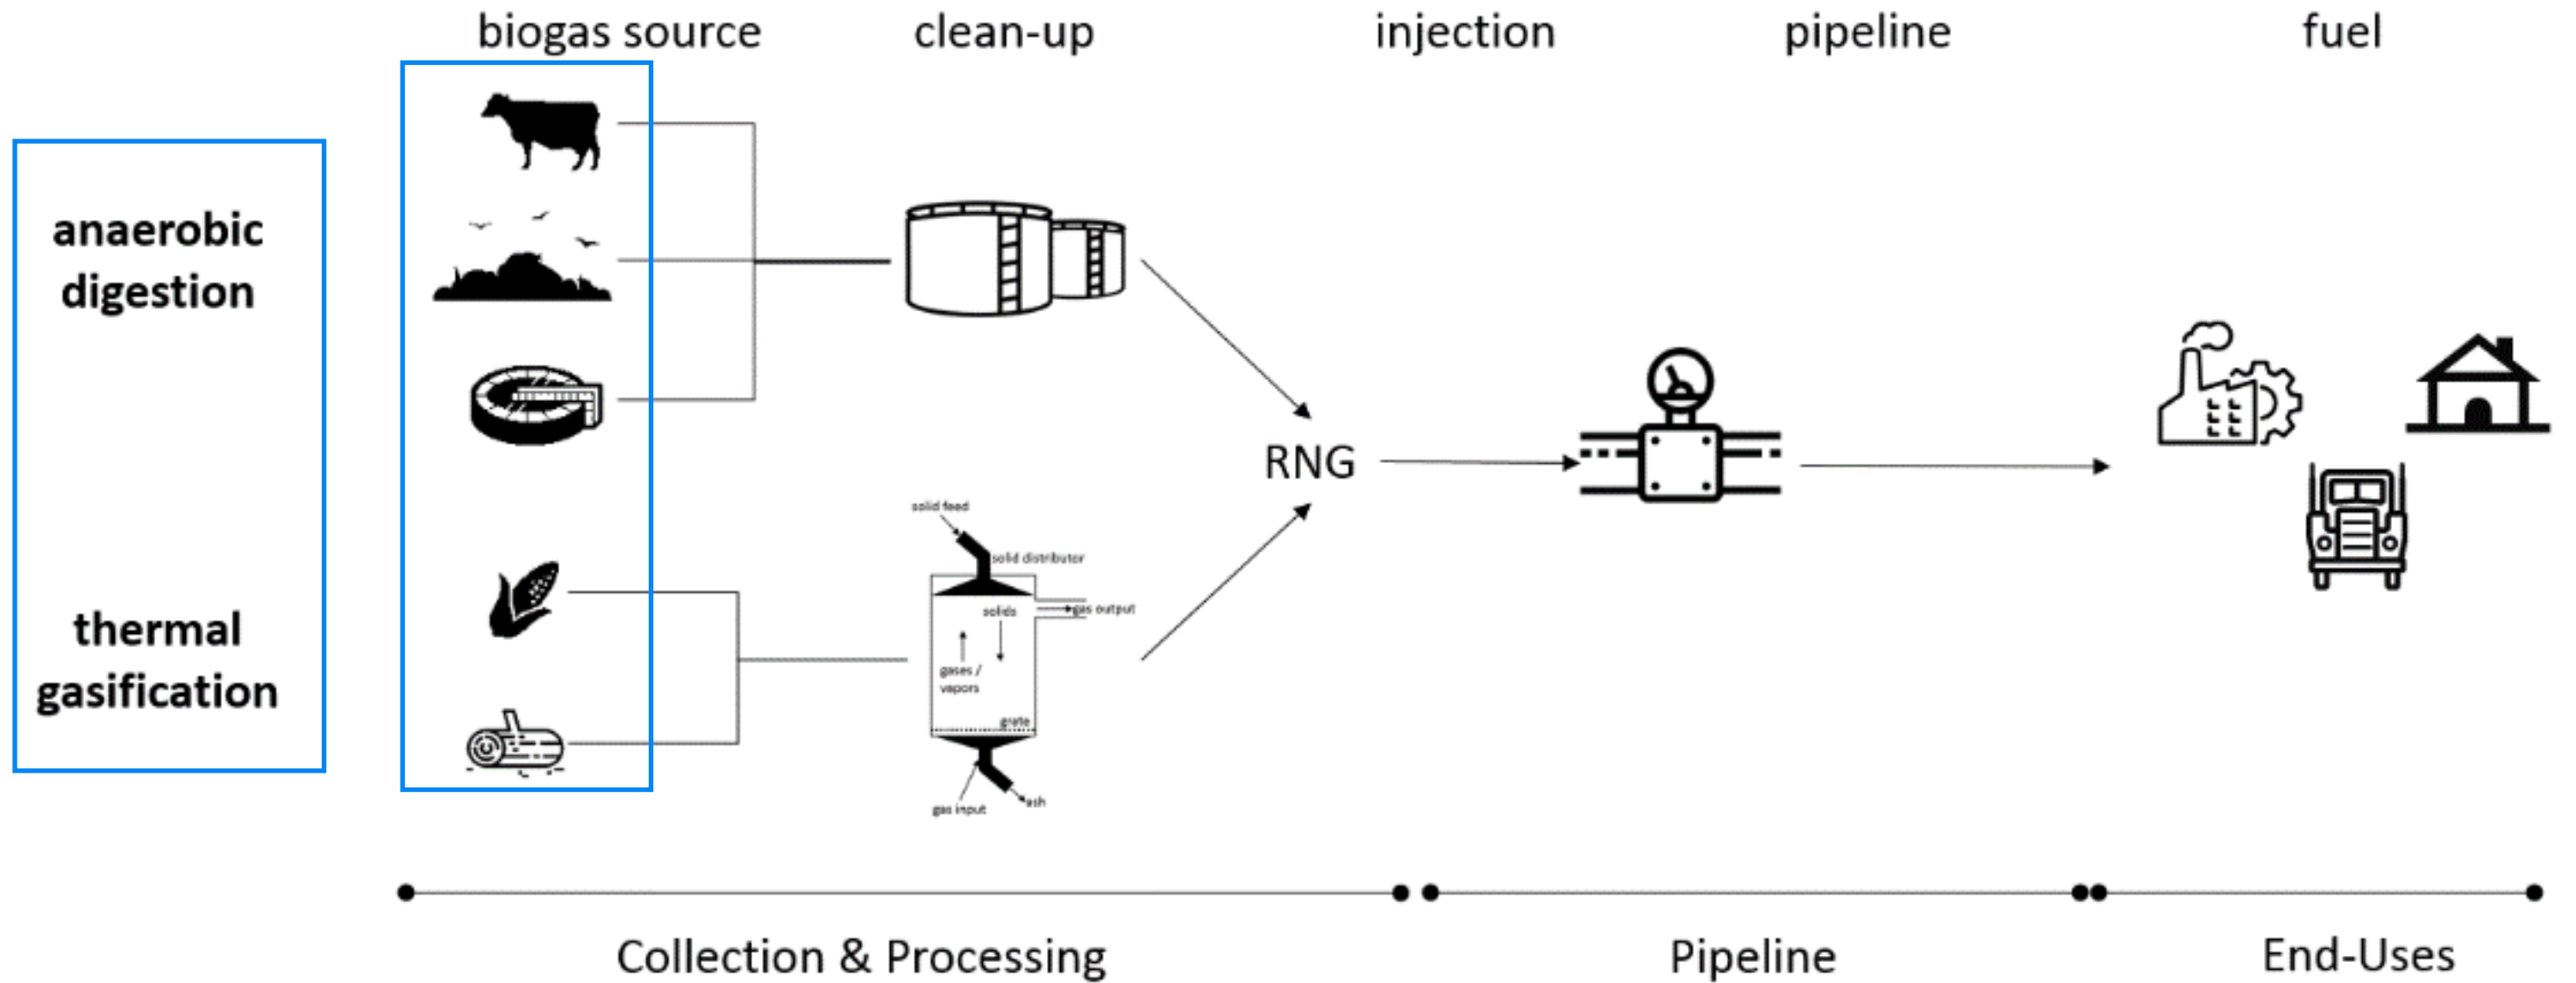 biogas source
clean-up
injection
pipeline
fuel
anaerobic
digestion
thermal
gasification
RNG
solid feed
solid distributor
solids
gas output
gases /
vapors
grate
gas input
ash
Collection & Processing
Pipeline
End-Uses